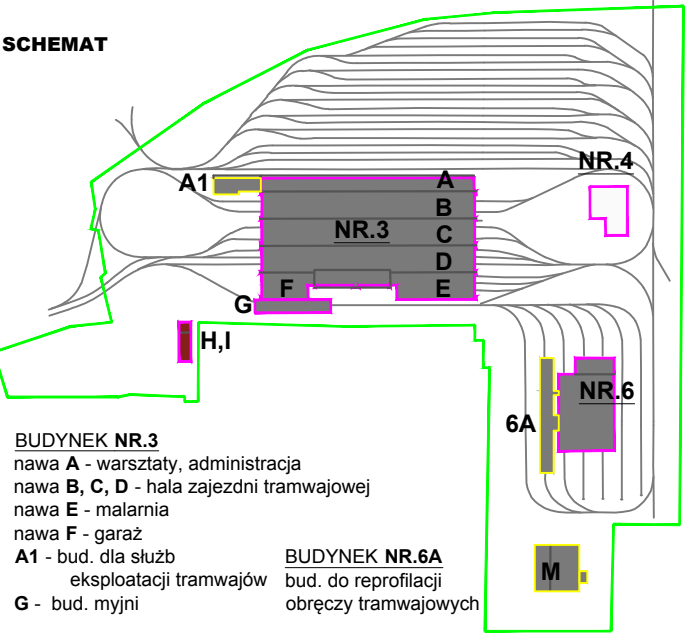 SCHEMAT
NR.4
A1
A
B
NR.3
C
D
F
E
G
H,I
NR.6
6A
BUDYNEK NR.3
nawa A - warsztaty, administracja
nawa B, C, D - hala zajezdni tramwajowej
nawa E - malarnia
nawa F - garaż
A1 - bud. dla służb
eksploatacji tramwajów
G - bud. myjni
BUDYNEK NR.6A
bud. do reprofilacji
obręczy tramwajowych
M